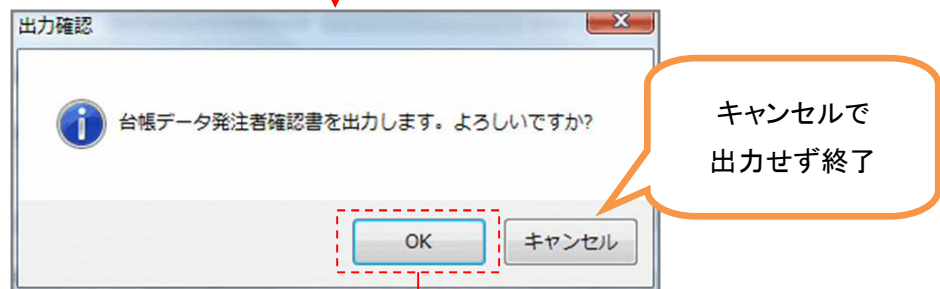 出力確認
台帳データ発注者確認書を出力します。よろしいですか?
キャンセルで
出力せず終了
OK
キャンセル